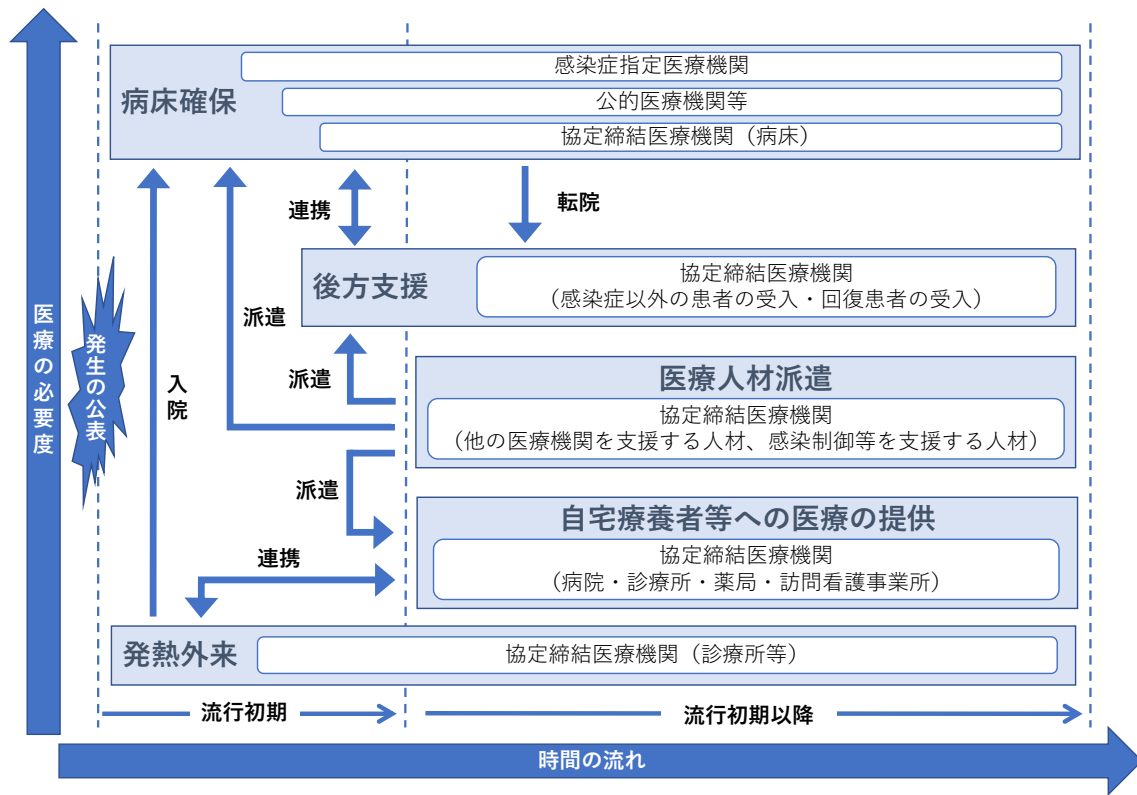 感染症指定医療機関
病床確保
公的医療機関等
協定締結医療機関（病床）
連携
転院
後方支援
協定締結医療機関
（感染症以外の患者の受入・回復患者の受入）
医療の必要度
発生の公表
入院
派遣
派遣
医療人材派遣
協定締結医療機関
（他の医療機関を支援する人材、感染制御等を支援する人材）
派遣
自宅療養者等への医療の提供
協定締結医療機関
（病院・診療所・薬局・訪問看護事業所）
連携
発熱外来
協定締結医療機関（診療所等）
流行初期
流行初期以降
時間の流れ